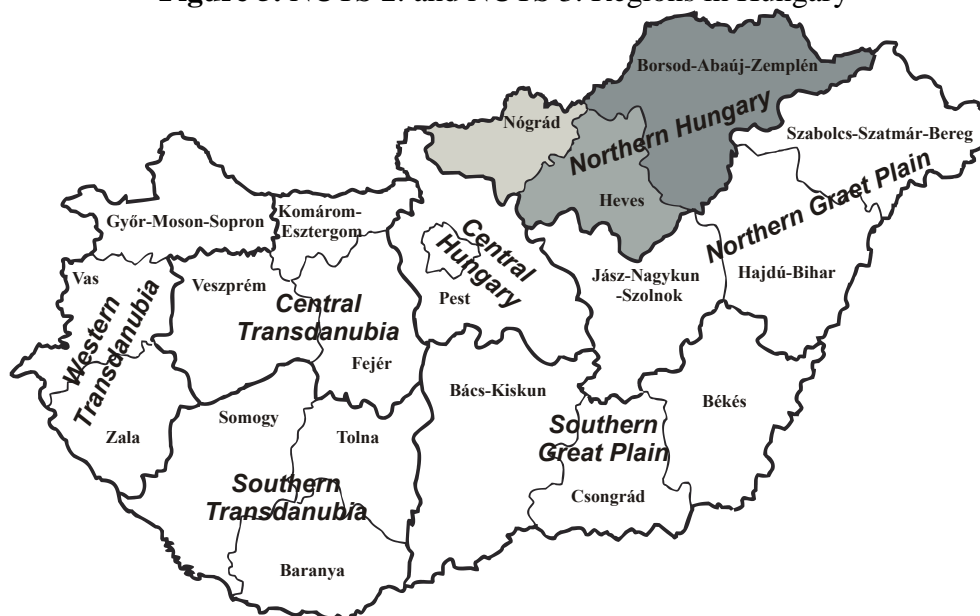 NUTS 2. and NUTS 3. Regions in Hungary
Borsod-Abaúj-Zemplén
Nógrád
Northern Hungary
Szabolcs-Szatmár-Bereg
Heves
Northern Graet Plain
Győr-Moson-Sopron
Komárom-
Esztergom
Central
Hungary
Pest
Jász-Nagykun
-Szolnok
Hajdú-Bihar
Vas
Veszprém
Western
Transdanubia
Central
Transdanubia
Fejér
Zala
Somogy
Tolna
Bács-Kiskun
Békés
Southern
Great Plain
Csongrád
Southern
Transdanubia
Baranya